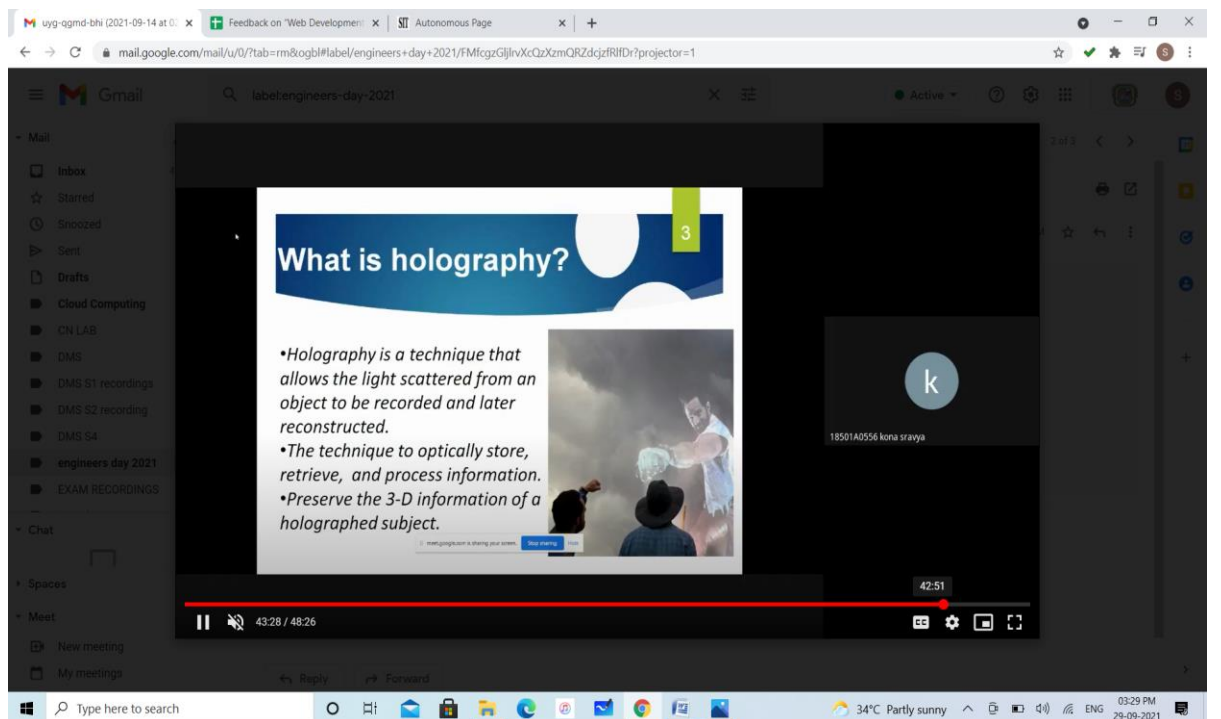 uyg-qgmd-bhi (2021-09-14 at 0
Feedback on "Web Development
SIT Autonomous Page
mail.google.com/mail/u/0/?tab=rm&ogbl#label/engineers+day+2021/FMfcgzGljlrvXcQzXzmQRZdcjzfRlfDr?projector=1
S
Gmail
label:engineers-day-2021
Active
S
Mail
2 of 3
Inbox
Starred
Snoozed
Sent
Drafts
Cloud Computing
CN LAB
DMS
DMS S1 recordings
DMS S2 recording
DMS S4
engineers day 2021
EXAM RECORDINGS
Chat
Spaces
Meet
New meeting
My meetings
3
What is holography?
•Holography is a technique that
allows the light scattered from an
object to be recorded and later
reconstructed.
•The technique to optically store,
retrieve, and process information.
•Preserve the 3-D information of a
holographed subject.
meet.google.com is sharing your screen. Stop sharing Hide
k
18501A0556 kona sravya
42:51
43:28 / 48:26
CC
Reply Forward
Type here to search
34°C Partly sunny
ENG
03:29 PM
29-09-2021